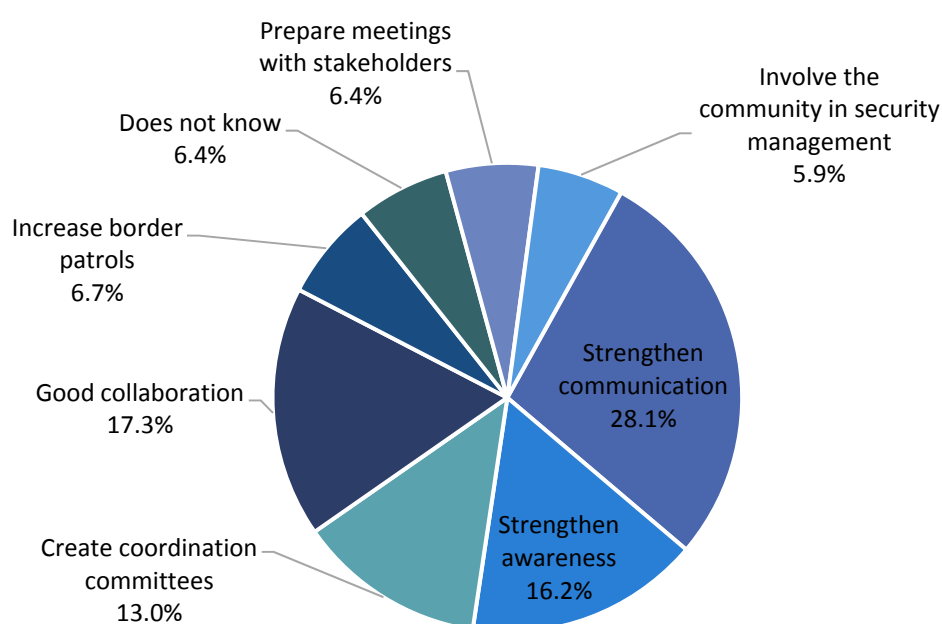 Prepare meetings
with stakeholders
6.4%
Involve the
community in security
management
5.9%
Does not know
6.4%
Increase border
patrols
6.7%
Strengthen
communication
28.1%
Good collaboration
17.3%
Strengthen
awareness
16.2%
Create coordination
committees
13.0%